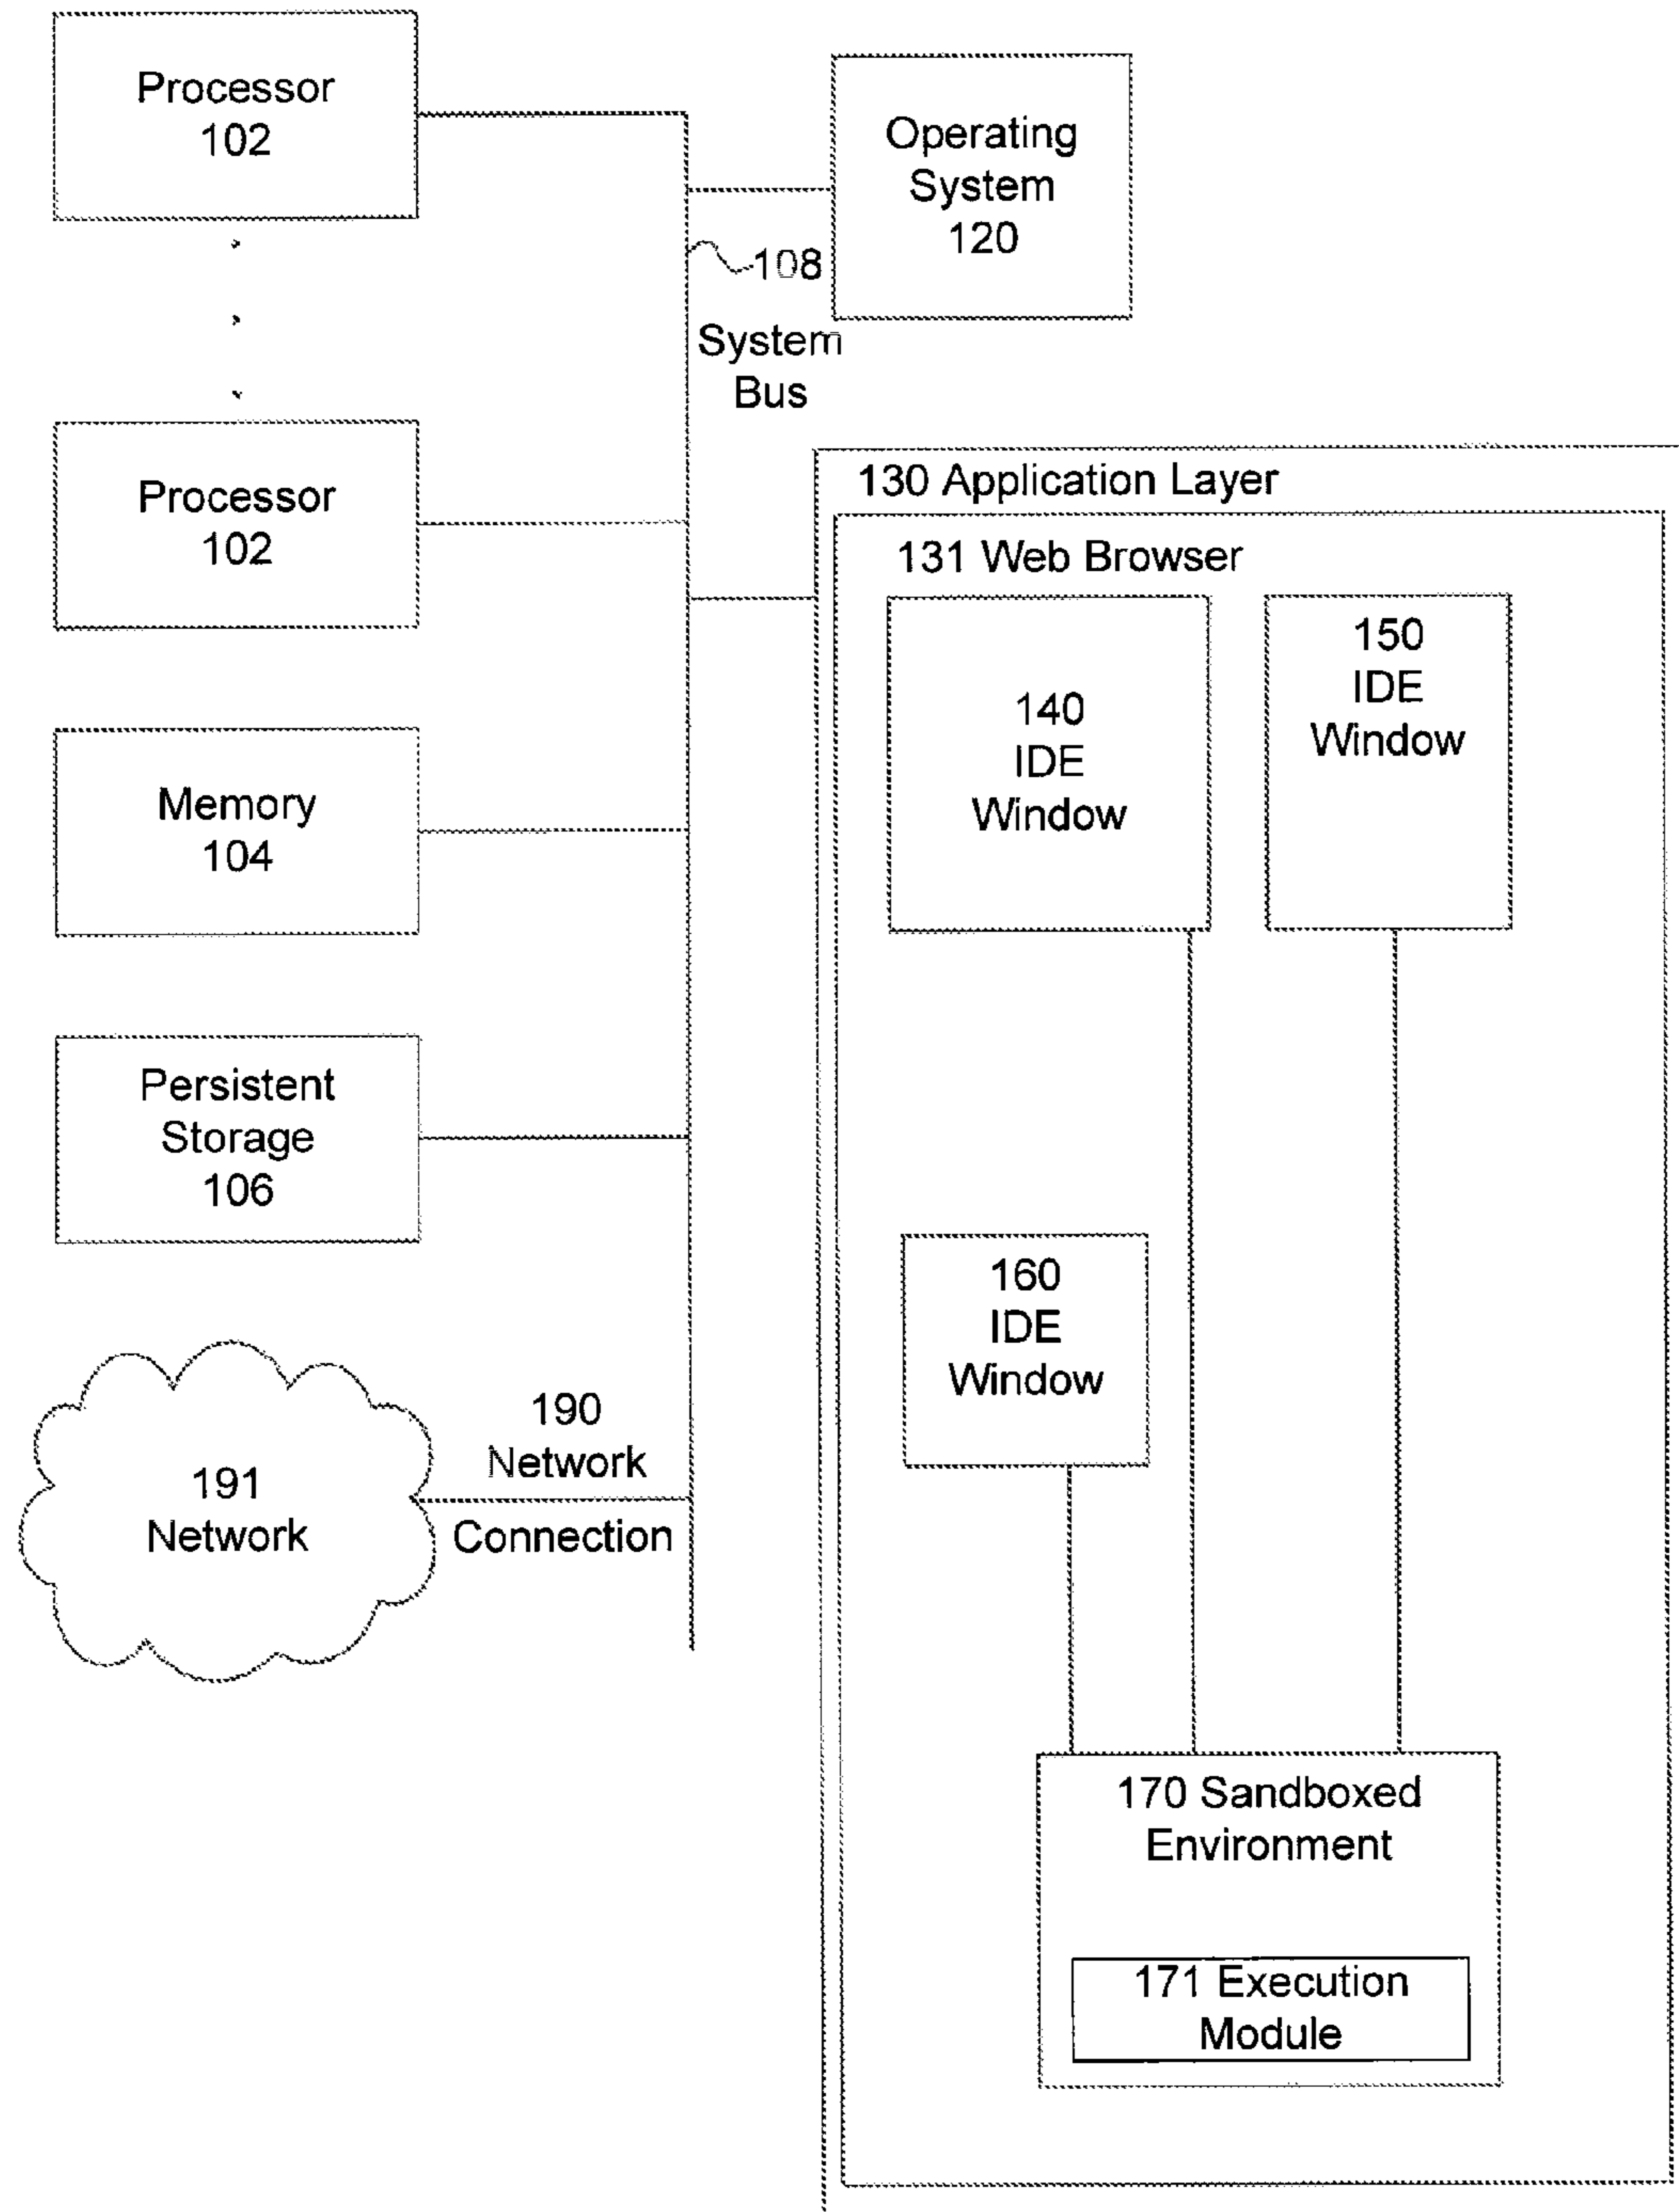 Processor
102
Operating
System
120
108
System
Bus
Processor
102
130 Application Layer
131 Web Browser
140
IDE
Window
150
IDE
Window
Memory
104
Persistent
Storage
106
160
IDE
Window
190
Network
Connection
191
Network
170 Sandboxed
Environment
171 Execution
Module